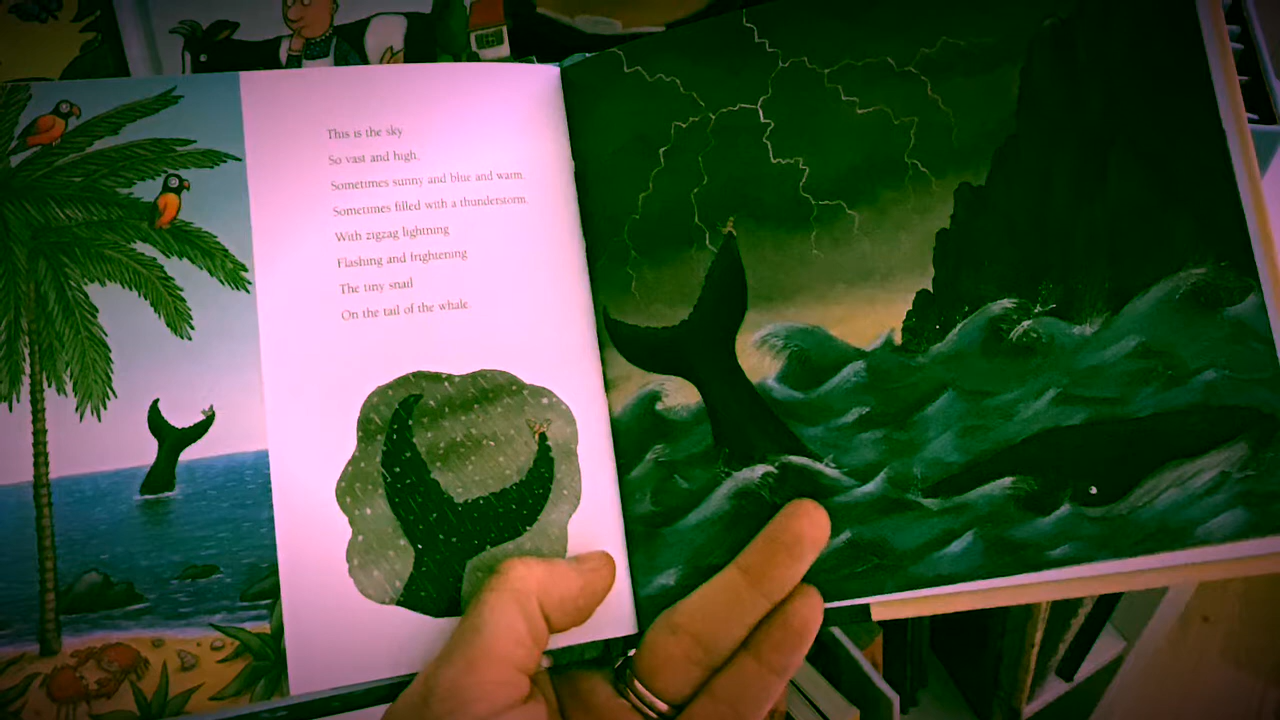 This is the sky
So vast and high,
Sometimes sunny and blue and warm,
Sometimes filled with a thunderstorm,
With zigzag lightning
Flashing and frightening
The tiny snail
On the tail of the whale.